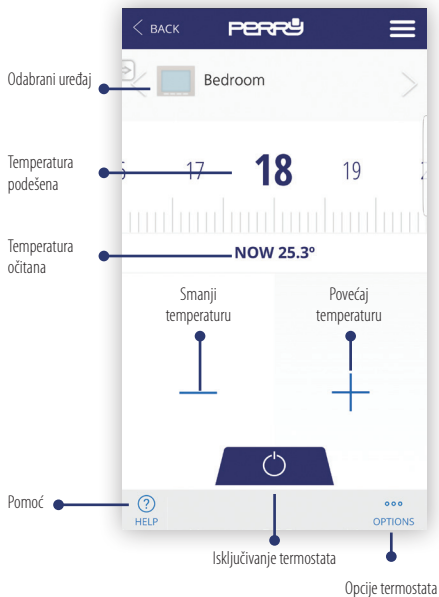 BACK
PERRY
Odabrani uređaj
Bedroom
Temperatura
podešena
17
18
19
Temperatura
očitana
NOW 25.3°
Smanji
temperaturu
Povećaj
temperaturu
Pomoć
HELP
OPTIONS
Isključivanje termostata
Opcije termostata